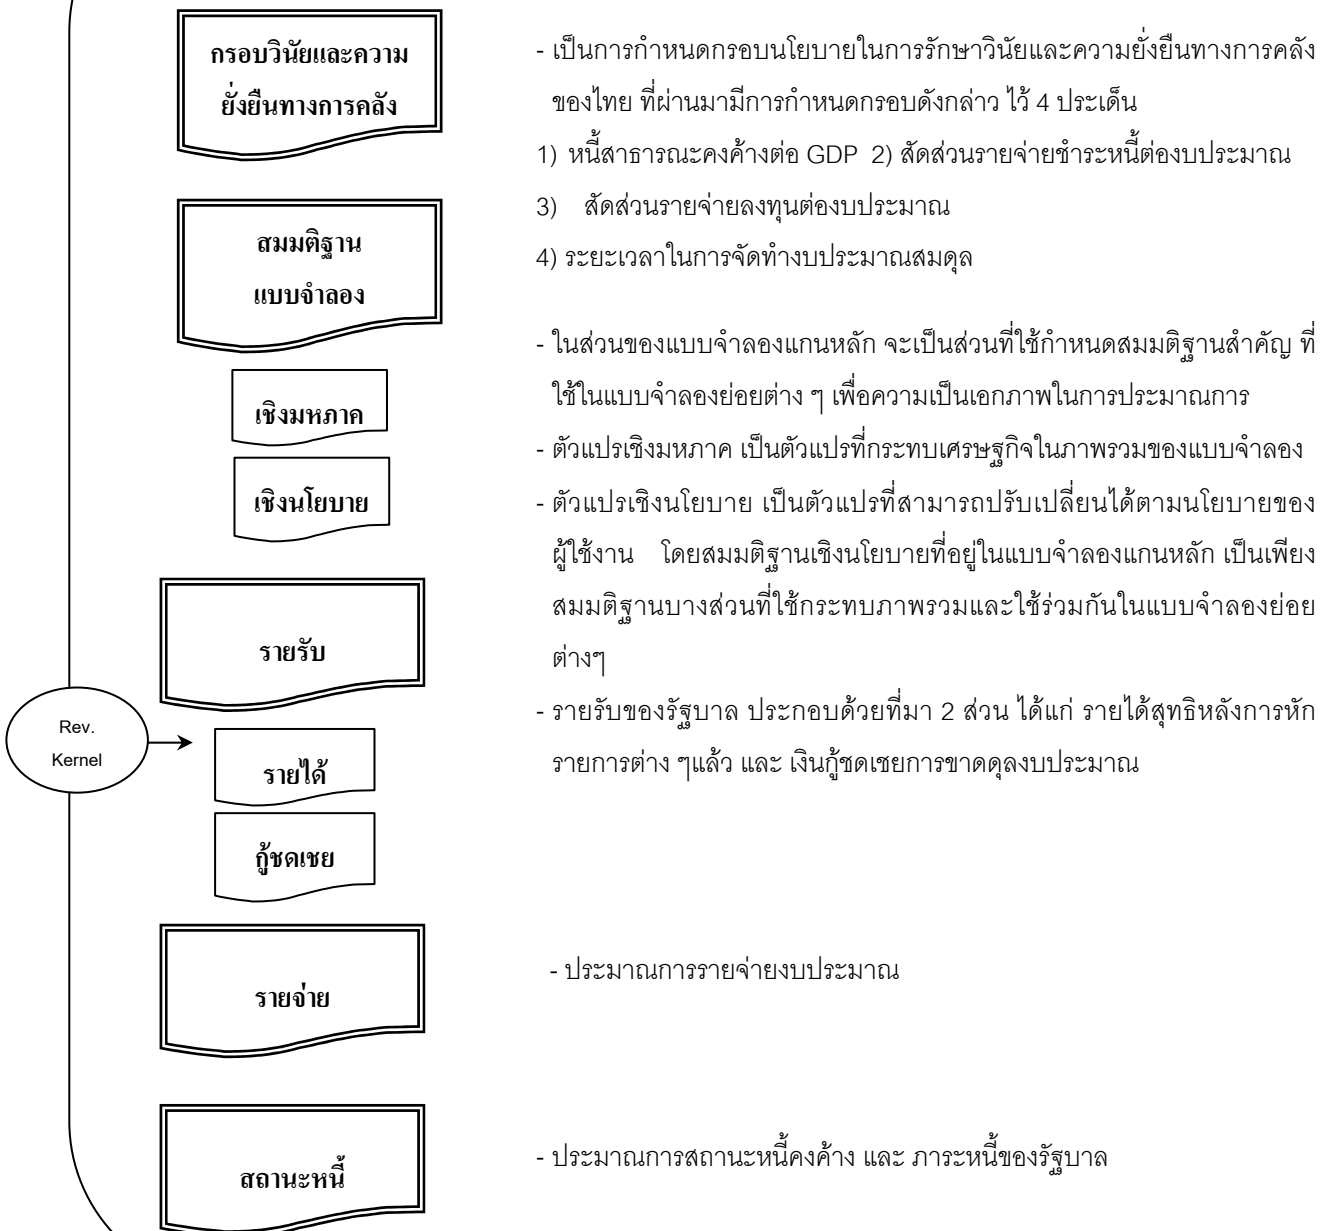 กรอบวินัยและความ
ยั่งยืนทางการคลัง
- เป็นการกำหนดกรอบนโยบายในการรักษาวินัยและความยั่งยืนทางการคลัง
ของไทย ที่ผ่านมามีการกำหนดกรอบดังกล่าว ไว้ 4 ประเด็น
1) หนี้สาธารณะคงค้างต่อ GDP 2) สัดส่วนรายจ่ายชำระหนี้ต่องบประมาณ
3) สัดส่วนรายจ่ายลงทุนต่องบประมาณ
4) ระยะเวลาในการจัดทำงบประมาณสมดุล
สมมติฐาน
แบบจำลอง
เชิงมหภาค
เชิงนโยบาย
- ในส่วนของแบบจำลองแกนหลัก จะเป็นส่วนที่ใช้กำหนดสมมติฐานสำคัญ ที่
ใช้ในแบบจำลองย่อยต่าง ๆ เพื่อความเป็นเอกภาพในการประมาณการ
- ตัวแปรเชิงมหภาค เป็นตัวแปรที่กระทบเศรษฐกิจในภาพรวมของแบบจำลอง
- ตัวแปรเชิงนโยบาย เป็นตัวแปรที่สามารถปรับเปลี่ยนได้ตามนโยบายของ
ผู้ใช้งาน โดยสมมติฐานเชิงนโยบายที่อยู่ในแบบจำลองแกนหลัก เป็นเพียง
สมมติฐานบางส่วนที่ใช้กระทบภาพรวมและใช้ร่วมกันในแบบจำลองย่อย
ต่างๆ
รายรับ
Rev.
Kernel
รายได้
กู้ชดเชย
- รายรับของรัฐบาล ประกอบด้วยที่มา 2 ส่วน ได้แก่ รายได้สุทธิหลังการหัก
รายการต่าง ๆแล้ว และ เงินกู้ชดเชยการขาดดุลงบประมาณ
รายจ่าย
- ประมาณการรายจ่ายงบประมาณ
สถานะหนี้
- ประมาณการสถานะหนี้คงค้าง และ ภาระหนี้ของรัฐบาล